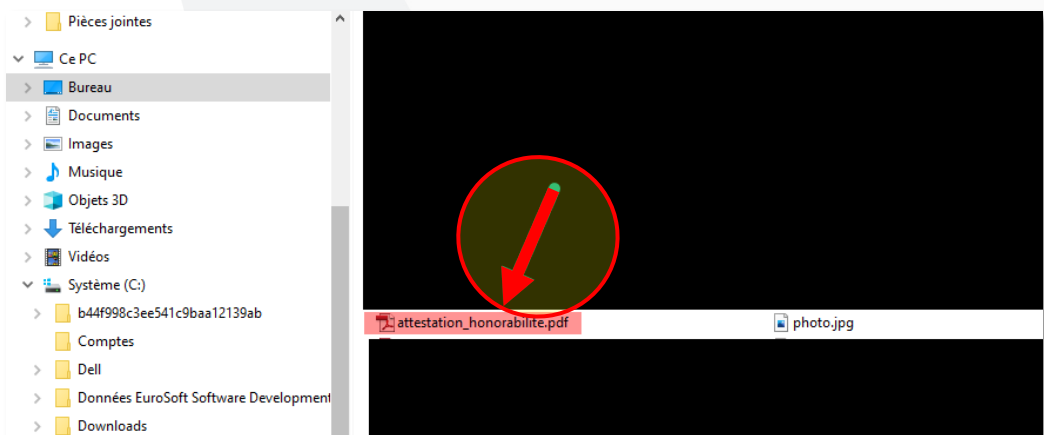 Pièces jointes
Ce PC
Bureau
Documents
Images
Musique
Objets 3D
Téléchargements
Vidéos
Système (C:)
b44f998c3ee541c9baa12139ab
Comptes
Dell
Données EuroSoft Software Development
Downloads
attestation_honorabilite.pdf
photo.jpg